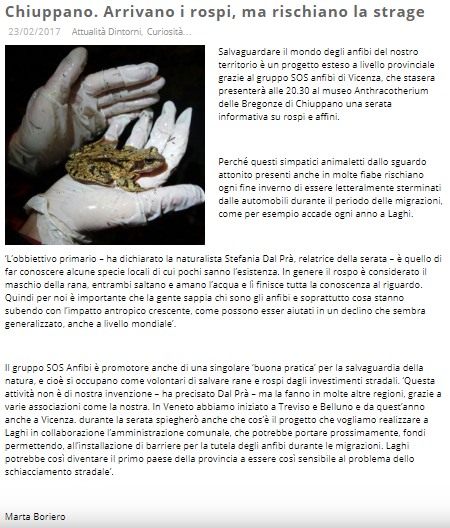 Chiuppano. Arrivano i rospi, ma rischiano la strage
23/02/2017 Attualità Dintorni, Curiosità...
Salvaguardare il mondo degli anfibi del nostro
territorio è un progetto esteso a livello provinciale
grazie al gruppo SOS anfibi di Vicenza, che stasera
presenterà alle 20.30 al museo Anthracotherium
delle Bregonze di Chiuppano una serata
informativa su rospi e affini.
Perché questi simpatici animaletti dallo sguardo
attonito presenti anche in molte fiabe rischiano
ogni fine inverno di essere letteralmente sterminati
dalle automobili durante il periodo delle migrazioni,
come per esempio accade ogni anno a Laghi.
'L'obbiettivo primario – ha dichiarato la naturalista Stefania Dal Prà, relatrice della serata – è quello di
far conoscere alcune specie locali di cui pochi sanno l'esistenza. In genere il rospo è considerato il
maschio della rana, entrambi saltano e amano l'acqua e lì finisce tutta la conoscenza al riguardo.
Quindi per noi è importante che la gente sappia chi sono gli anfibi e soprattutto cosa stanno
subendo con l'impatto antropico crescente, come possono esser aiutati in un declino che sembra
generalizzato, anche a livello mondiale'.
Il gruppo SOS Anfibi è promotore anche di una singolare 'buona pratica' per la salvaguardia della
natura, e cioè si occupano come volontari di salvare rane e rospi dagli investimenti stradali. 'Questa
attività non è di nostra invenzione – ha precisato Dal Prà – ma la fanno in molte altre regioni, grazie a
varie associazioni come la nostra. In Veneto abbiamo iniziato a Treviso e Belluno e da quest'anno
anche a Vicenza. durante la serata spiegherò anche che cos'è il progetto che vogliamo realizzare a
Laghi in collaborazione l'amministrazione comunale, che potrebbe portare prossimamente, fondi
permettendo, all'installazione di barriere per la tutela degli anfibi durante le migrazioni. Laghi
potrebbe così diventare il primo paese della provincia a essere così sensibile al problema dello
schiacciamento stradale'.
Marta Boriero